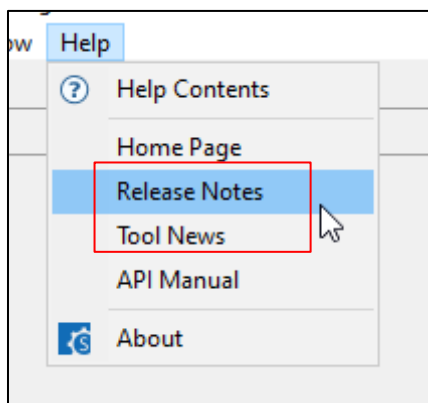 ow Help
Help Contents
Home Page
Release Notes
Tool News
API Manual
About